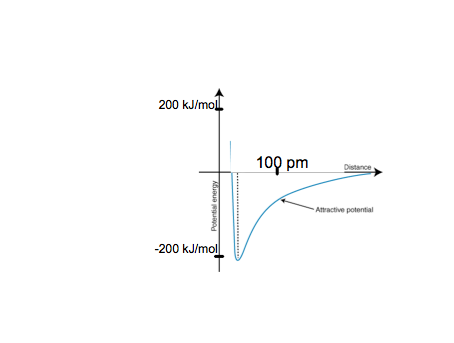 200 kJ/mol
100 pm
Distance
Potential energy
Attractive potential
-200 kJ/mol